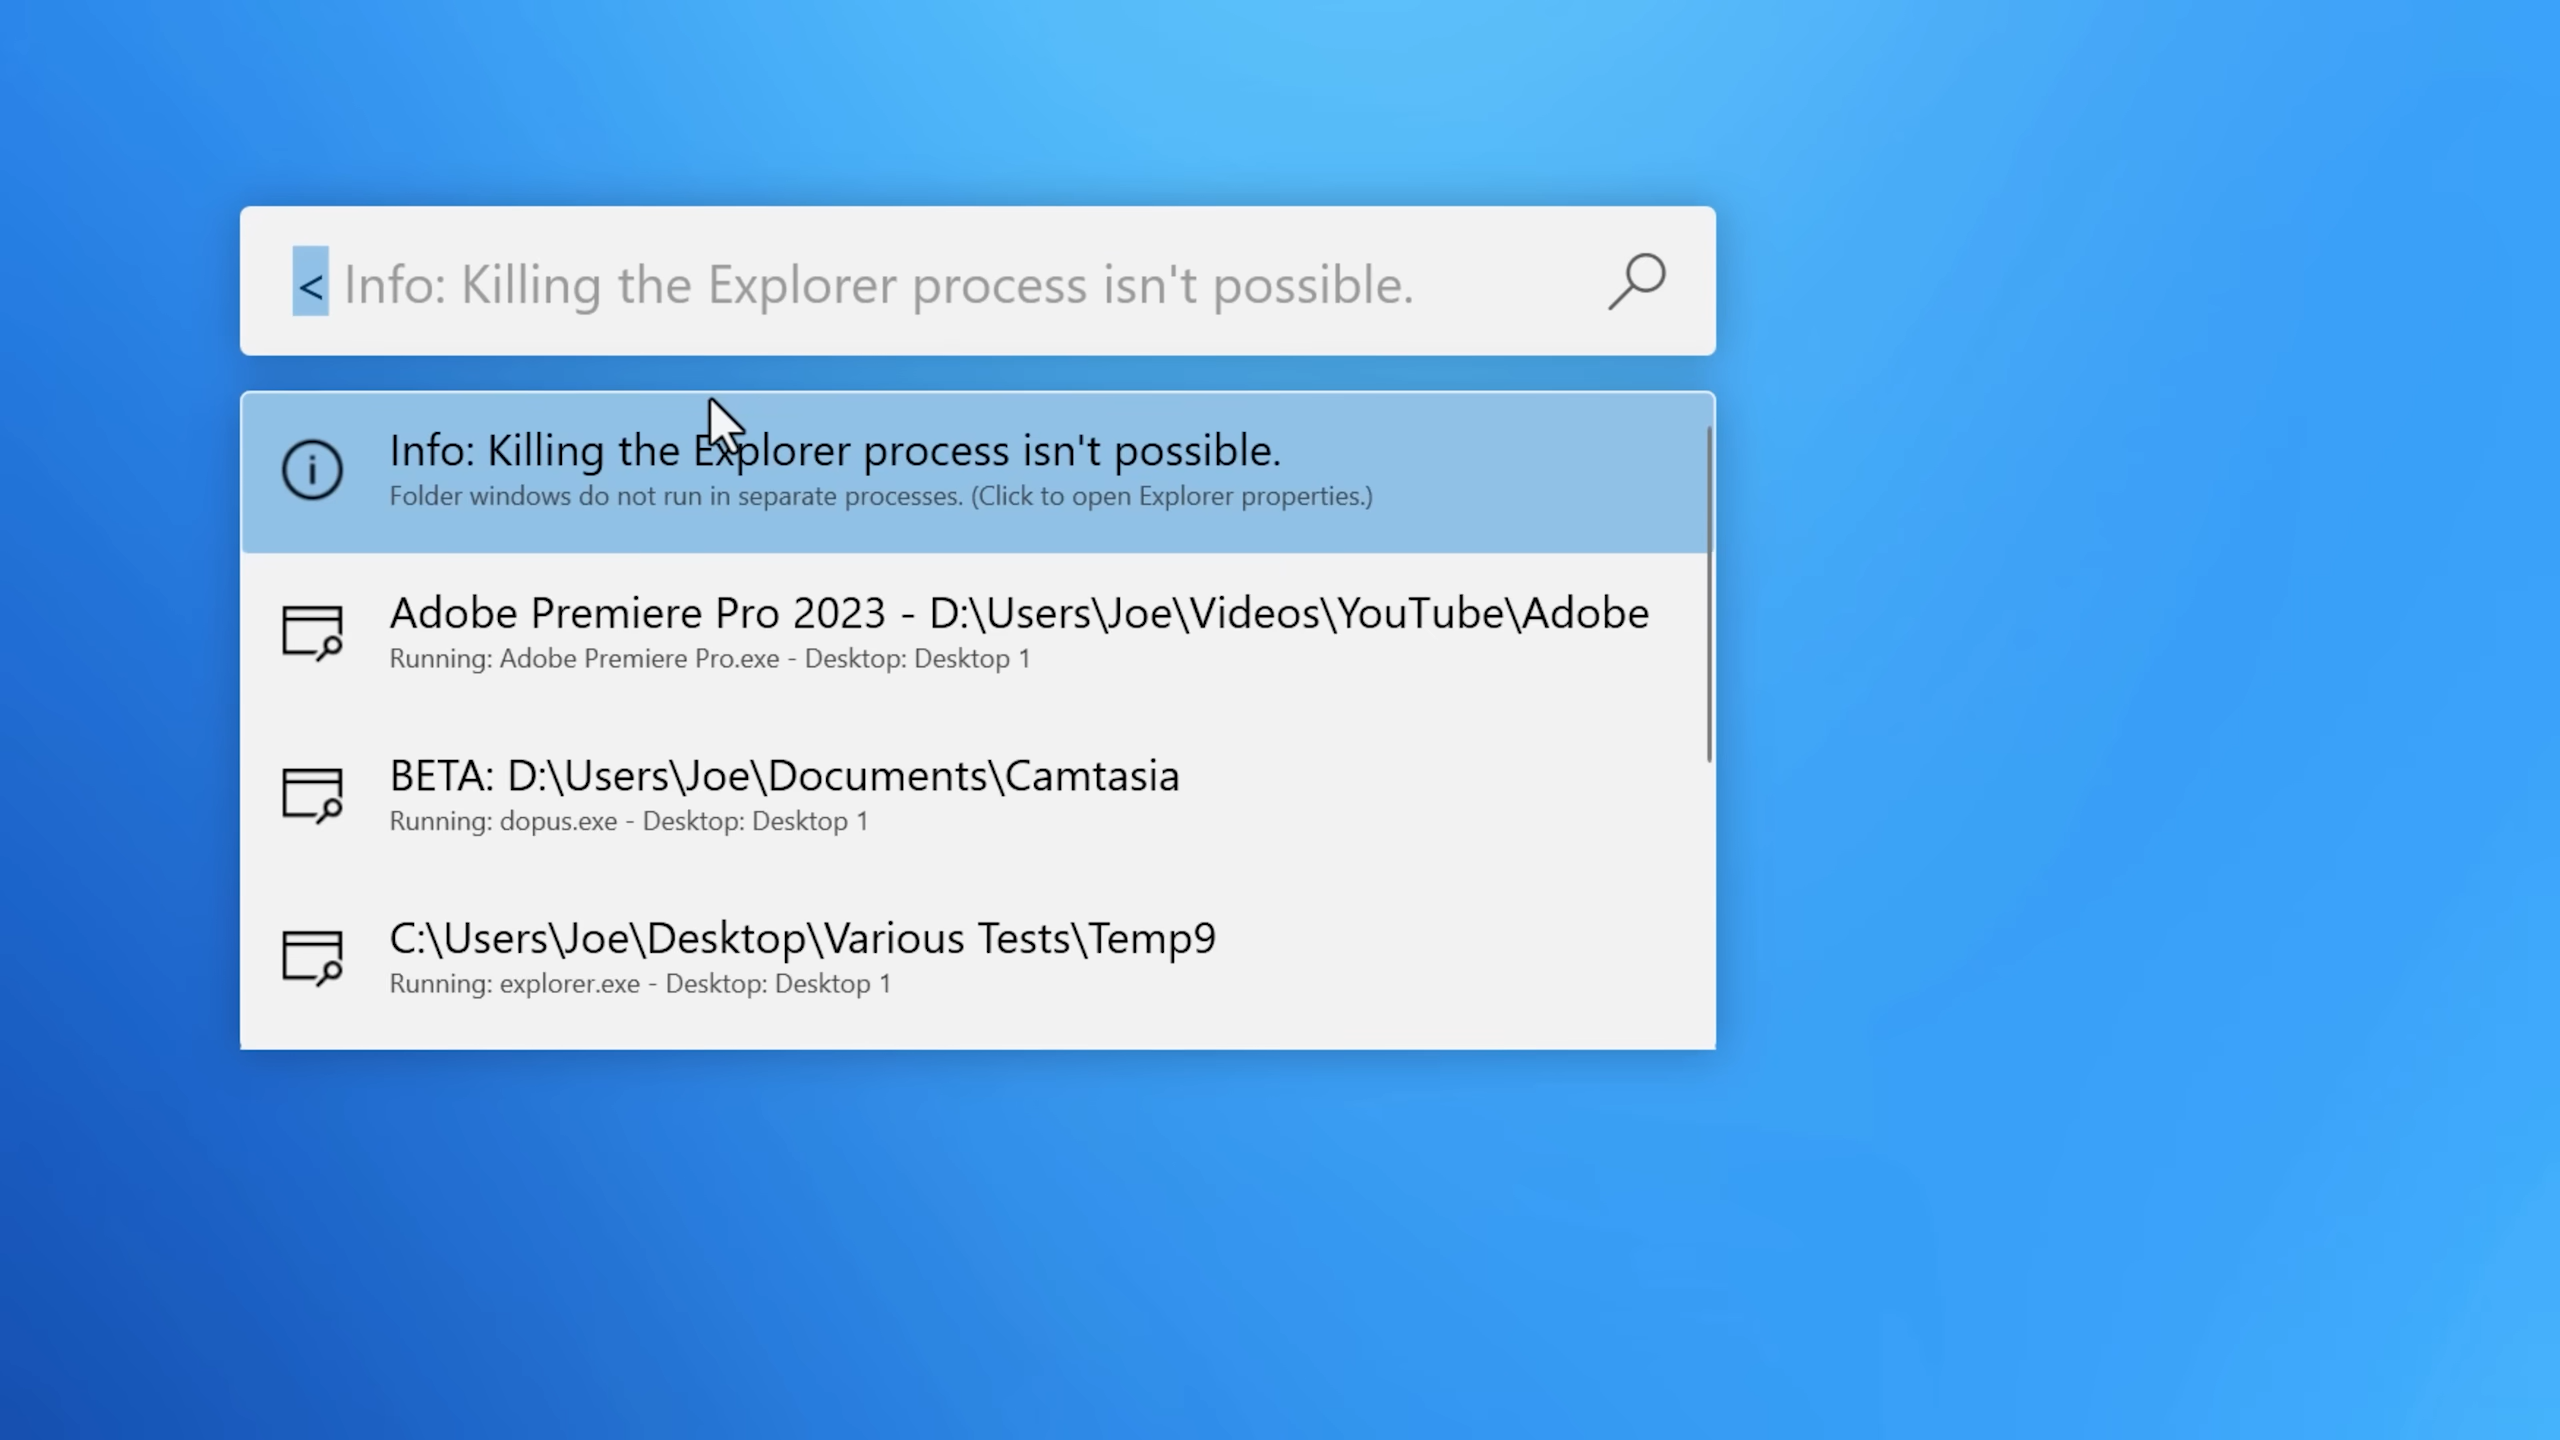 < Info: Killing the Explorer process isn't possible.
Info: Killing the Explorer process isn't possible.
Folder windows do not run in separate processes. (Click to open Explorer properties.)
Adobe Premiere Pro 2023 - D:\Users\Joe\Videos\YouTube\Adobe
Running: Adobe Premiere Pro.exe - Desktop: Desktop 1
BETA: D:\Users\Joe\Documents\Camtasia
Running: dopus.exe - Desktop: Desktop 1
C:\Users\Joe\Desktop\Various Tests\Temp9
Running: explorer.exe - Desktop: Desktop 1